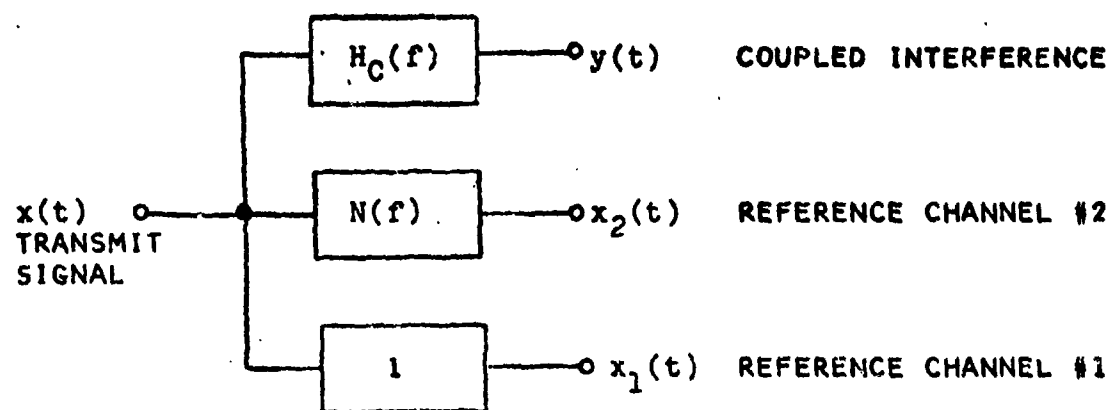 H_C(f) y(t) COUPLED INTERFERENCE
N(f) x_2(t) REFERENCE CHANNEL #2
x(t)
TRANSMIT
SIGNAL
1 x_1(t) REFERENCE CHANNEL #1